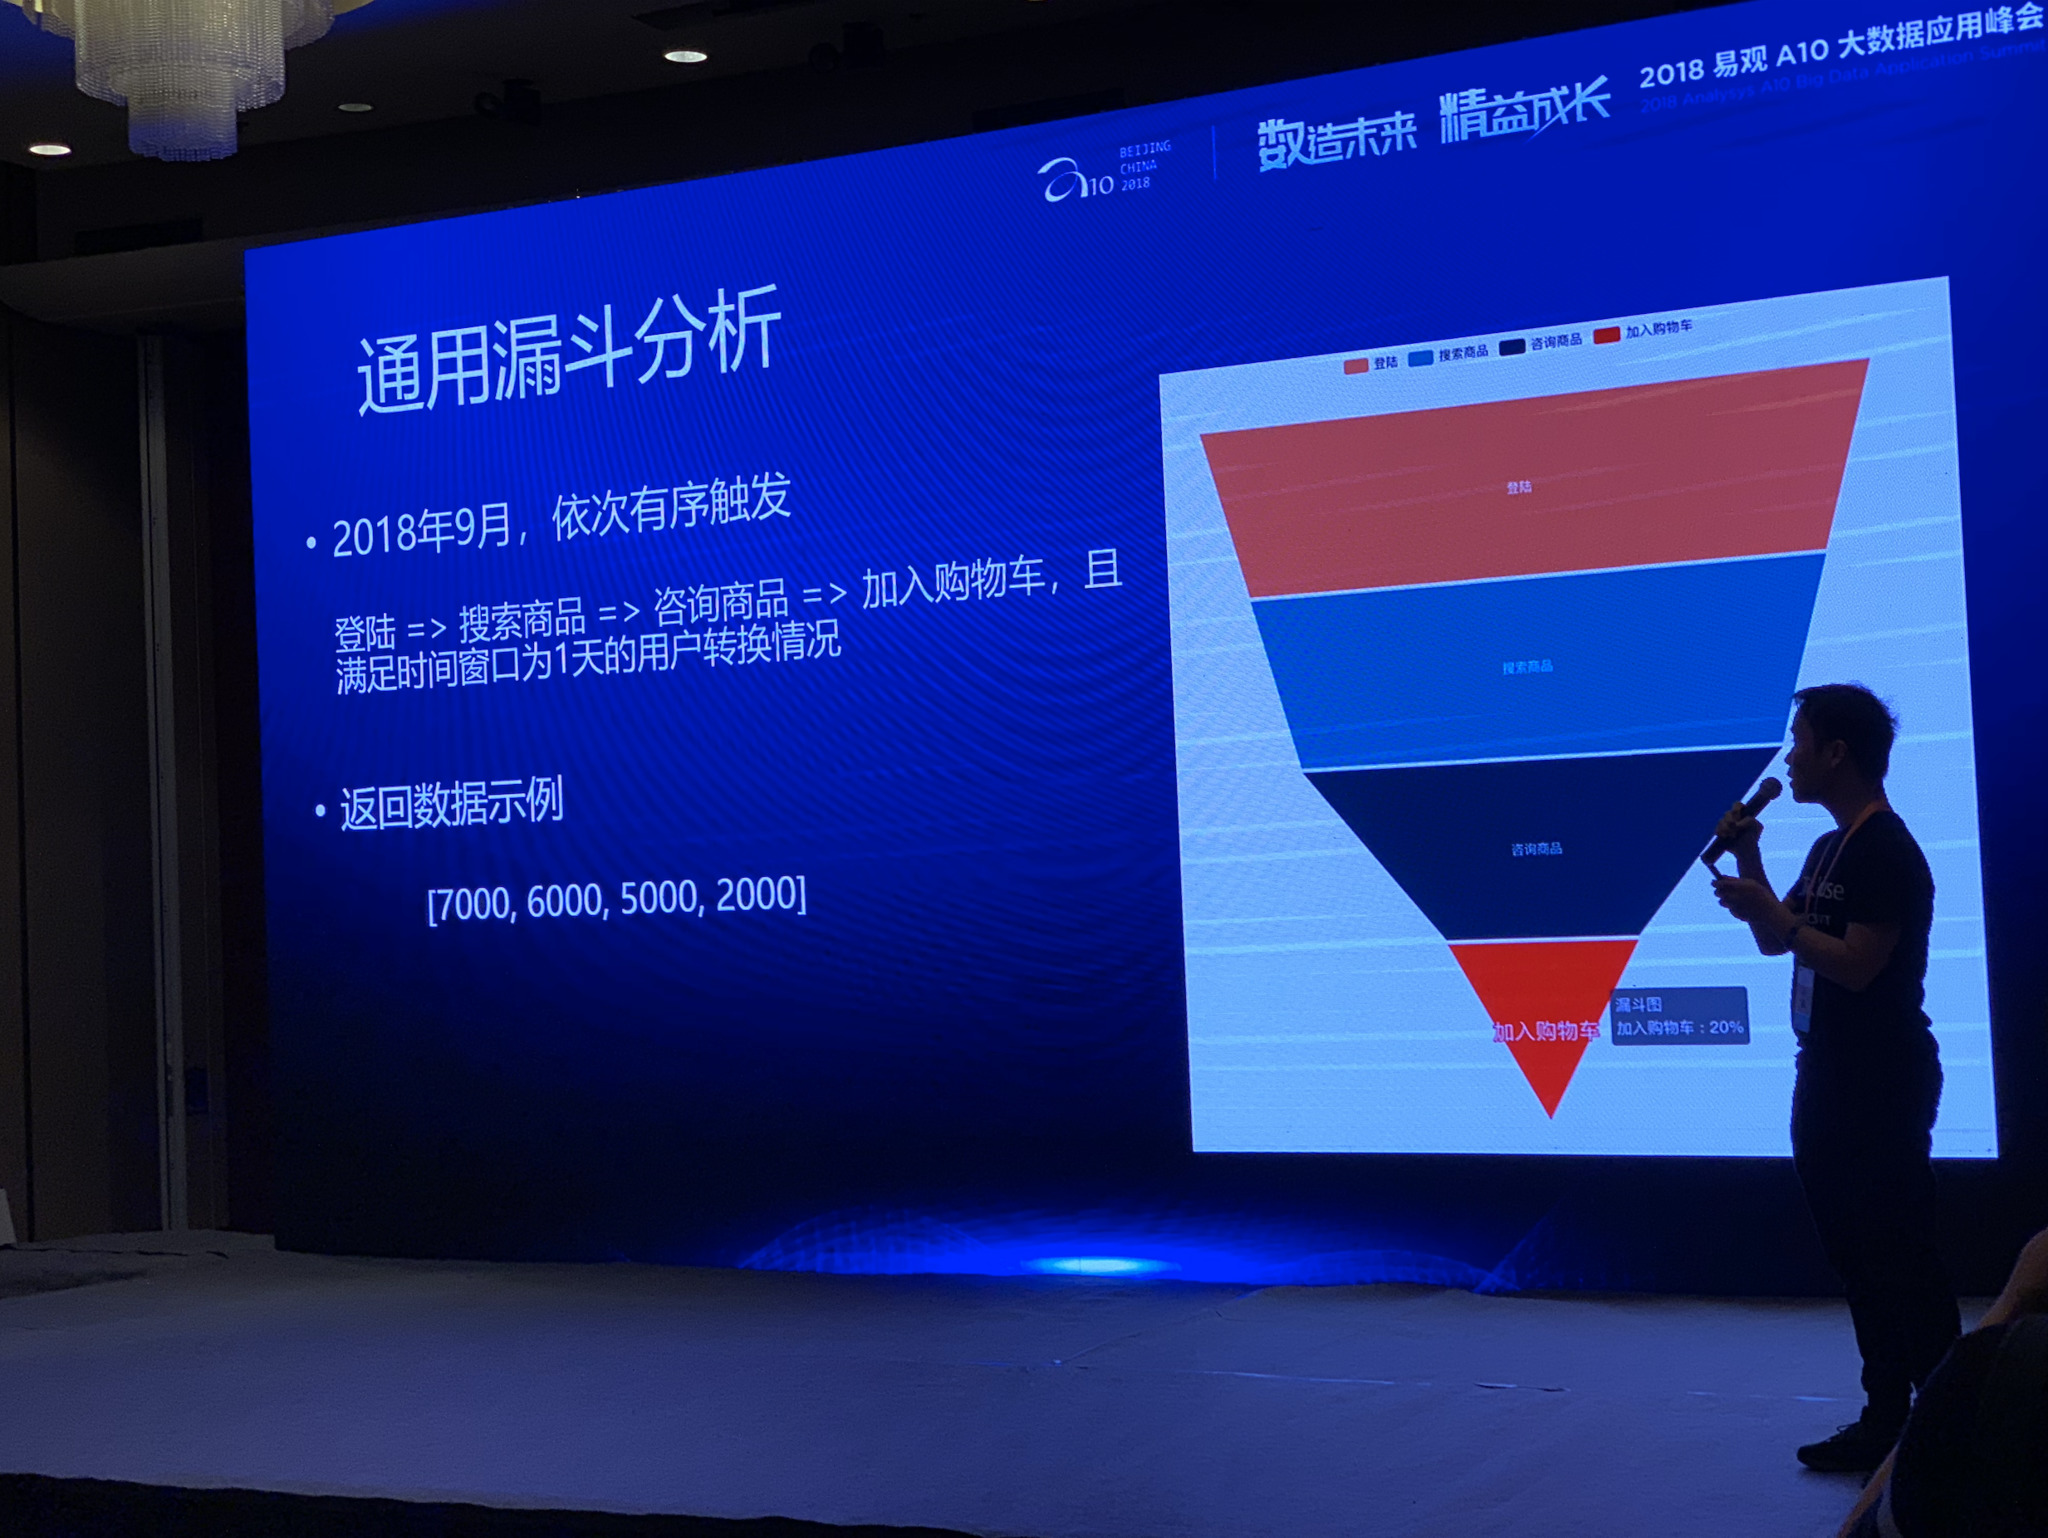 2018 易观 A10 大数据应用峰会
2018 Analysys A10 Big Data Application Summit
数造未来 精益成长
a10
BEIJING
CHINA
2018
通用漏斗分析
• 2018年9月，依次有序触发
登陆 => 搜索商品 => 咨询商品 => 加入购物车，且
满足时间窗口为1天的用户转换情况
• 返回数据示例
[7000, 6000, 5000, 2000]
登陆 搜索商品 咨询商品 加入购物车
登陆
搜索商品
咨询商品
加入购物车
漏斗图
加入购物车：20%